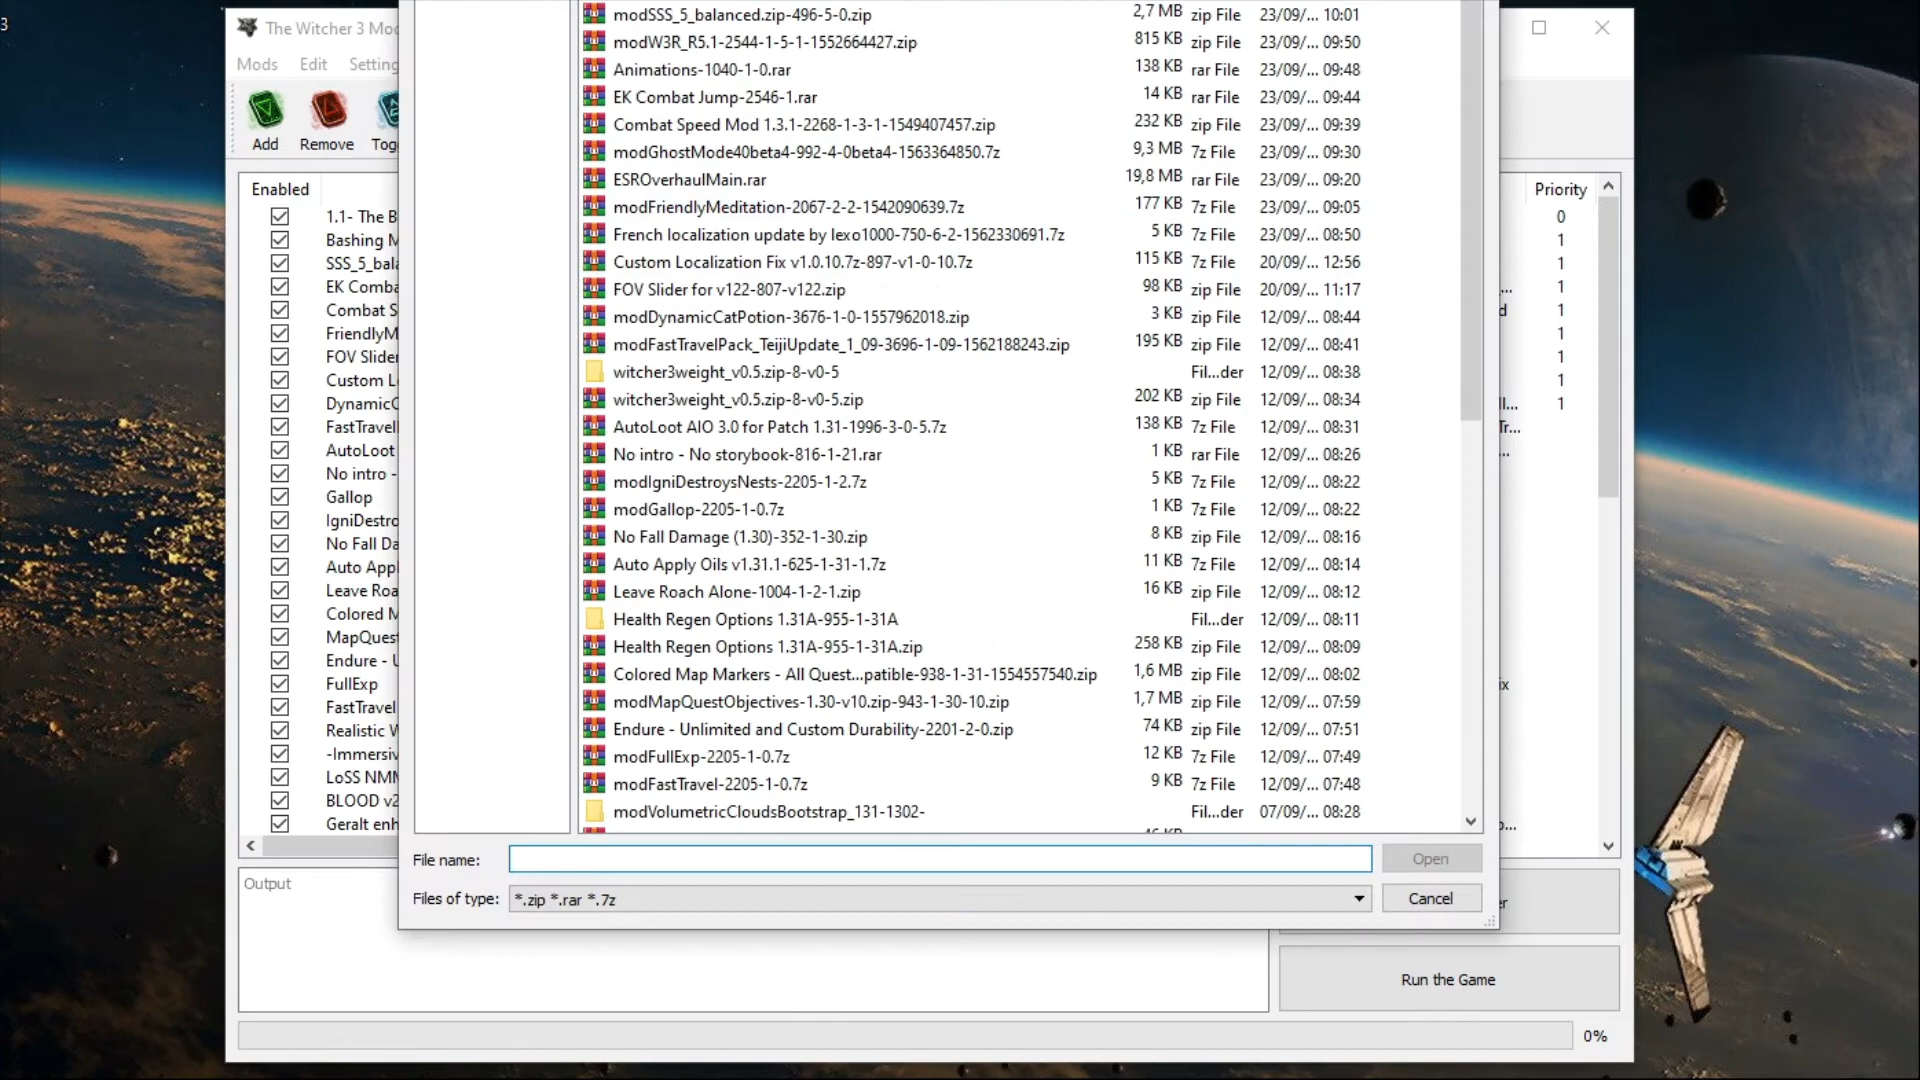 3
The Witcher 3 Mod
Mods Edit Setting
Add Remove Tog
Enabled
1.1- The B
Bashing M
SSS_5_bala
EK Comba
Combat S
FriendlyM
FOV Slider
Custom L
DynamicC
FastTravell
AutoLoot
No intro -
Gallop
IgniDestro
No Fall Da
Auto Appl
Leave Roa
Colored M
MapQuest
Endure - U
FullExp
FastTravel
Realistic W
-Immersiv
LoSS NMM
BLOOD v2
Geralt enh
modSSS_5_balanced.zip-496-5-0.zip 2,7 MB zip File 23/09/... 10:01
modW3R_R5.1-2544-1-5-1-1552664427.zip 815 KB zip File 23/09/... 09:50
Animations-1040-1-0.rar 138 KB rar File 23/09/... 09:48
EK Combat Jump-2546-1.rar 14 KB rar File 23/09/... 09:44
Combat Speed Mod 1.3.1-2268-1-3-1-1549407457.zip 232 KB zip File 23/09/... 09:39
modGhostMode40beta4-992-4-0beta4-1563364850.7z 9,3 MB 7z File 23/09/... 09:30
ESROverhaulMain.rar 19,8 MB rar File 23/09/... 09:20
modFriendlyMeditation-2067-2-2-1542090639.7z 177 KB 7z File 23/09/... 09:05
French localization update by lexo1000-750-6-2-1562330691.7z 5 KB 7z File 23/09/... 08:50
Custom Localization Fix v1.0.10.7z-897-v1-0-10.7z 115 KB 7z File 20/09/... 12:56
FOV Slider for v122-807-v122.zip 98 KB zip File 20/09/... 11:17
modDynamicCatPotion-3676-1-0-1557962018.zip 3 KB zip File 12/09/... 08:44
modFastTravelPack_TeijiUpdate_1_09-3696-1-09-1562188243.zip 195 KB zip File 12/09/... 08:41
witcher3weight_v0.5.zip-8-v0-5 Fil...der 12/09/... 08:38
witcher3weight_v0.5.zip-8-v0-5.zip 202 KB zip File 12/09/... 08:34
AutoLoot AIO 3.0 for Patch 1.31-1996-3-0-5.7z 138 KB 7z File 12/09/... 08:31
No intro - No storybook-816-1-21.rar 1 KB rar File 12/09/... 08:26
modIgniDestroysNests-2205-1-2.7z 5 KB 7z File 12/09/... 08:22
modGallop-2205-1-0.7z 1 KB 7z File 12/09/... 08:22
No Fall Damage (1.30)-352-1-30.zip 8 KB zip File 12/09/... 08:16
Auto Apply Oils v1.31.1-625-1-31-1.7z 11 KB 7z File 12/09/... 08:14
Leave Roach Alone-1004-1-2-1.zip 16 KB zip File 12/09/... 08:12
Health Regen Options 1.31A-955-1-31A Fil...der 12/09/... 08:11
Health Regen Options 1.31A-955-1-31A.zip 258 KB zip File 12/09/... 08:09
Colored Map Markers - All Quest...patible-938-1-31-1554557540.zip 1,6 MB zip File 12/09/... 08:02
modMapQuestObjectives-1.30-v10.zip-943-1-30-10.zip 1,7 MB zip File 12/09/... 07:59
Endure - Unlimited and Custom Durability-2201-2-0.zip 74 KB zip File 12/09/... 07:51
modFullExp-2205-1-0.7z 12 KB 7z File 12/09/... 07:49
modFastTravel-2205-1-0.7z 9 KB 7z File 12/09/... 07:48
modVolumetricCloudsBootstrap_131-1302- Fil...der 07/09/... 08:28
File name: Open
Files of type: *.zip *.rar *.7z Cancel
Priority
0
1
1
... 1
d 1
1
1
1
ll... 1
Tr...
...
ix
o...
Output
er
Run the Game
0%